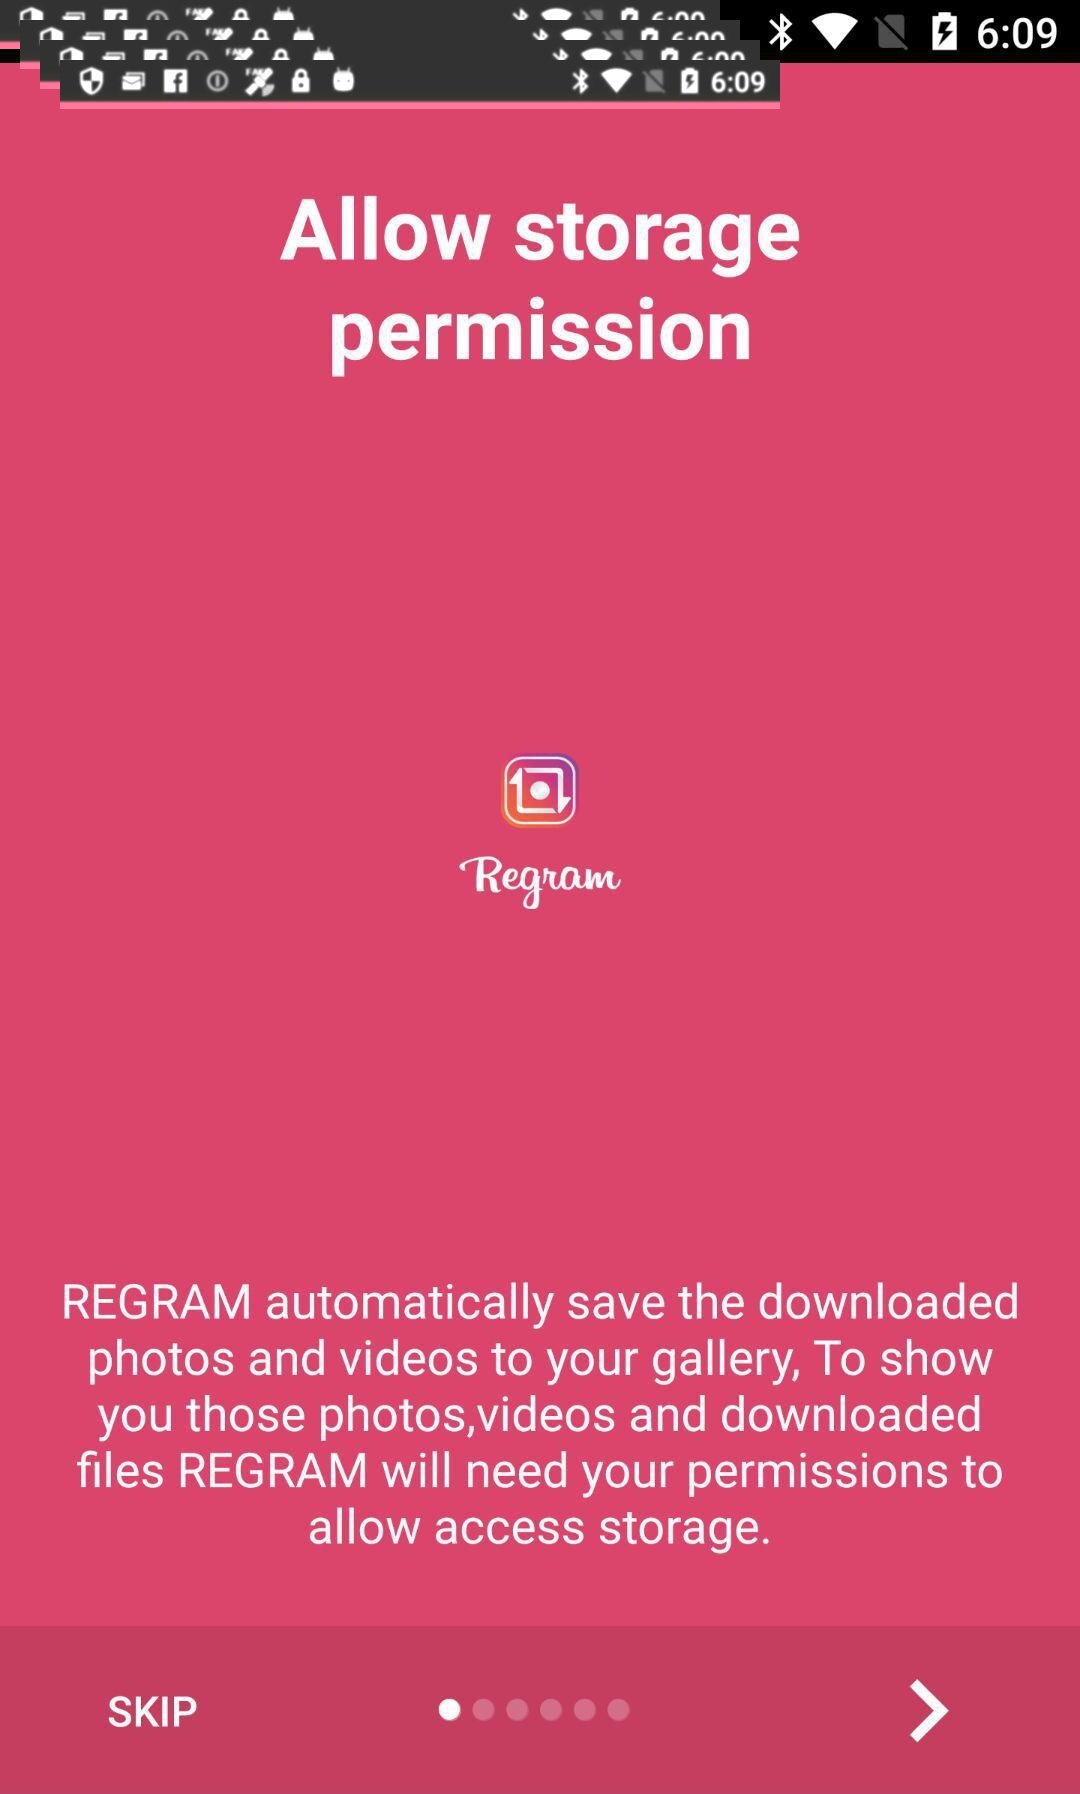 6:09
6:09
Allow storage
permission
Regram
REGRAM automatically save the downloaded
photos and videos to your gallery, To show
you those photos,videos and downloaded
files REGRAM will need your permissions to
allow access storage.
SKIP